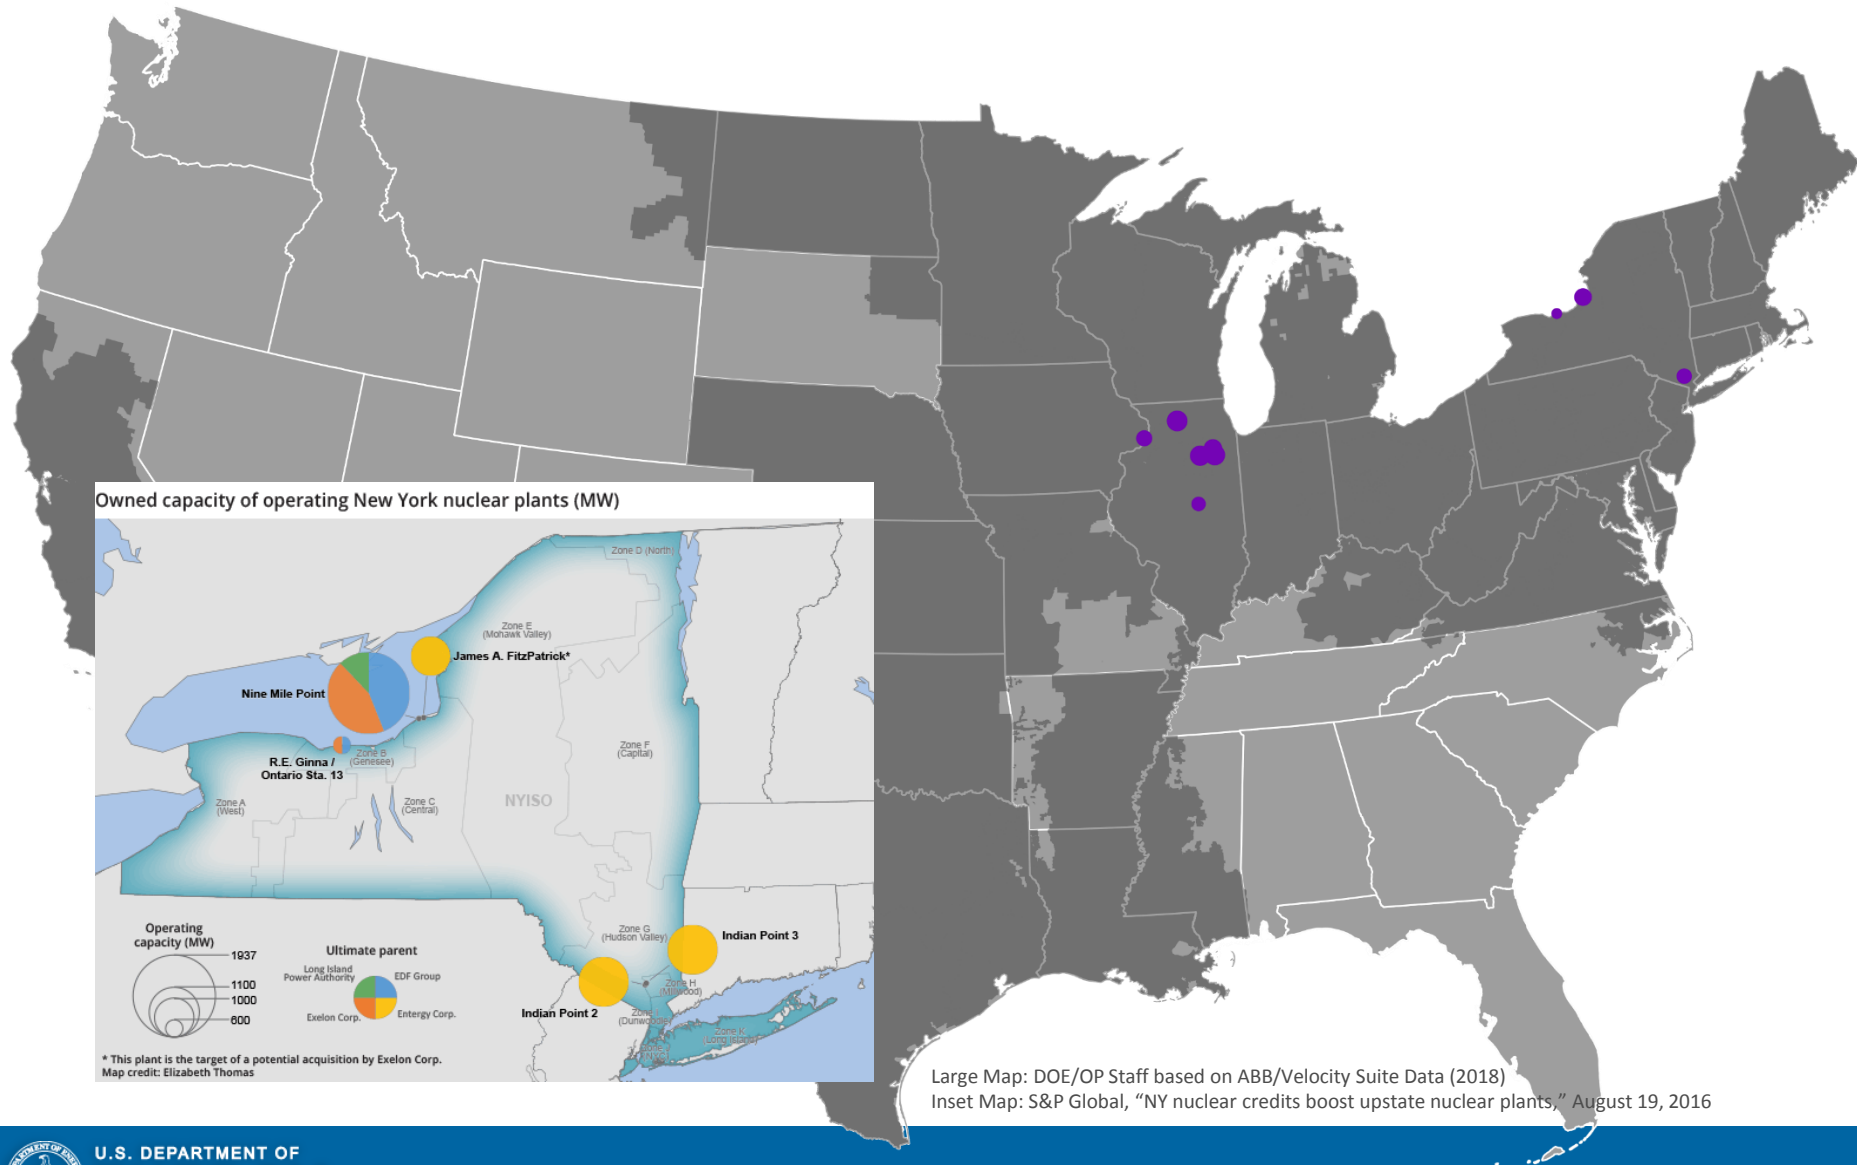 Owned capacity of operating New York nuclear plants (MW)
Zone D (North)
Zone E
(Mohawk Valley)
James A. FitzPatrick*
Nine Mile Point
Zone B
(Genesee)
R.E. Ginna /
Ontario Sta. 13
Zone F
(Capital)
Zone A
(West)
Zone C
(Central)
NYISO
Zone G
(Hudson Valley)
Indian Point 3
Zone H
(Millwood)
Indian Point 2
(Dunwoodie)
Zone K
(Long Island)
Operating
capacity (MW)
1937
1100
1000
600
Ultimate parent
Long Island
Power Authority
EDF Group
Exelon Corp.
Entergy Corp.
* This plant is the target of a potential acquisition by Exelon Corp.
Map credit: Elizabeth Thomas
Large Map: DOE/OP Staff based on ABB/Velocity Suite Data (2018)
Inset Map: S&P Global, “NY nuclear credits boost upstate nuclear plants,” August 19, 2016
U.S. DEPARTMENT OF